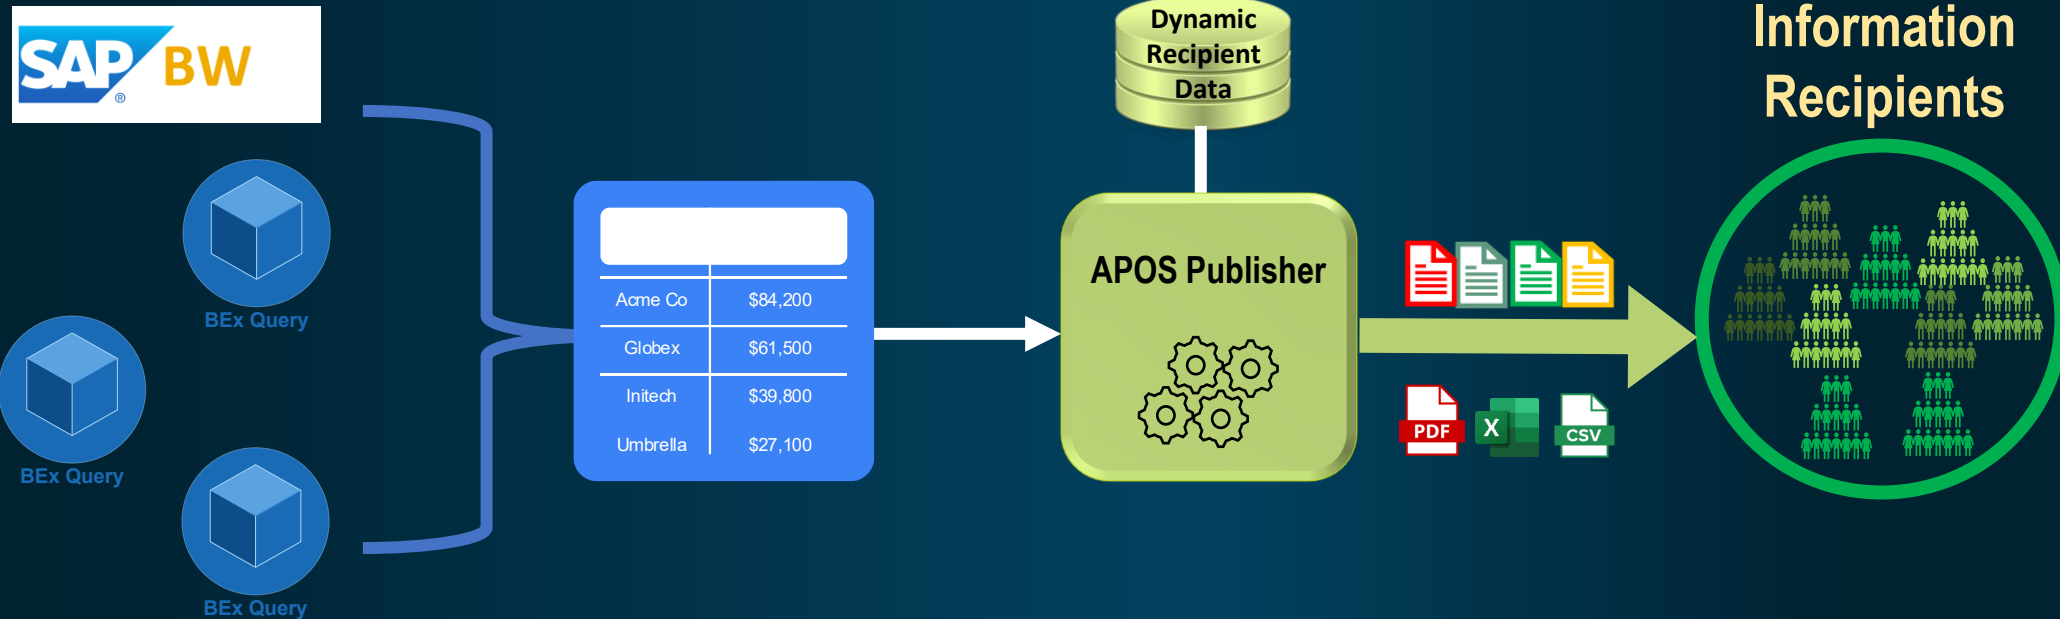 SAP ® BW
BEx Query
BEx Query
BEx Query
Acme Co $84,200
Globex $61,500
Initech $39,800
Umbrella $27,100
Dynamic
Recipient
Data
APOS Publisher
PDF
X
CSV
Information
Recipients